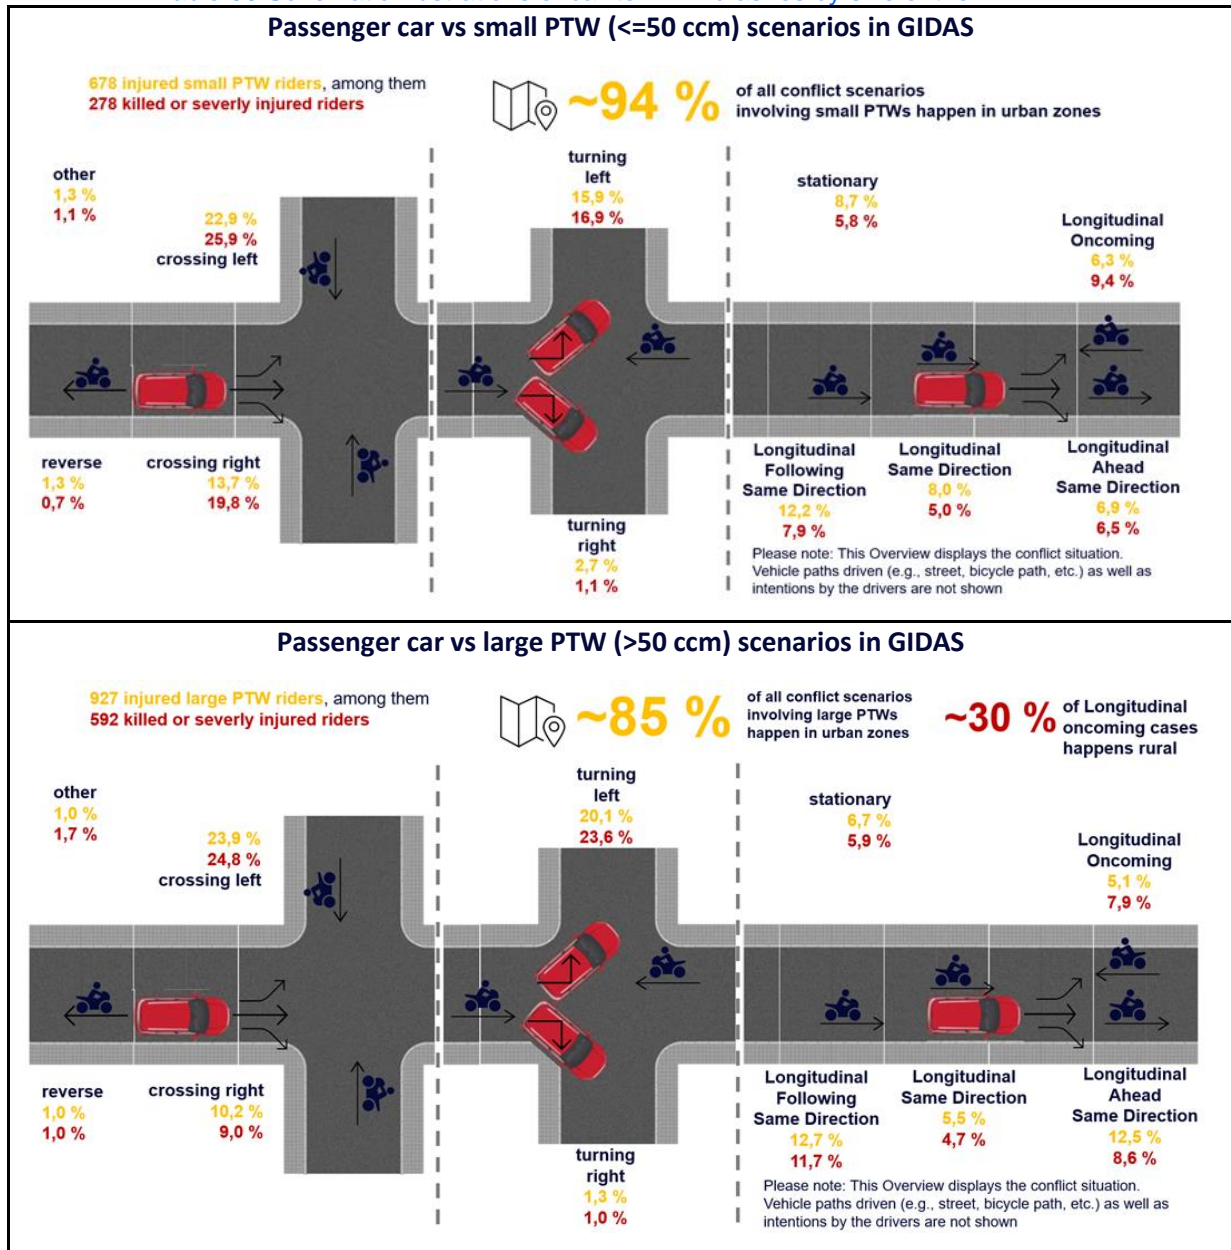 Passenger car vs small PTW (<=50 ccm) scenarios in GIDAS
678 injured small PTW riders, among them
278 killed or severly injured riders
~94 %
of all conflict scenarios
involving small PTWs happen in urban zones
other
1,3 %
1,1 %
22,9 %
25,9 %
crossing left
reverse
1,3 %
0,7 %
crossing right
13,7 %
19,8 %
turning
left
15,9 %
16,9 %
turning
right
2,7 %
1,1 %
stationary
8,7 %
5,8 %
Longitudinal
Oncoming
6,3 %
9,4 %
Longitudinal
Following
Same Direction
12,2 %
7,9 %
Longitudinal
Same Direction
8,0 %
5,0 %
Longitudinal
Ahead
Same Direction
6,9 %
6,5 %
Please note: This Overview displays the conflict situation.
Vehicle paths driven (e.g., street, bicycle path, etc.) as well as
intentions by the drivers are not shown
Passenger car vs large PTW (>50 ccm) scenarios in GIDAS
927 injured large PTW riders, among them
592 killed or severly injured riders
~85 %
of all conflict scenarios
involving large PTWs
happen in urban zones
~30 %
of Longitudinal
oncoming cases
happens rural
other
1,0 %
1,7 %
23,9 %
24,8 %
crossing left
reverse
1,0 %
1,0 %
crossing right
10,2 %
9,0 %
turning
left
20,1 %
23,6 %
turning
right
1,3 %
1,0 %
stationary
6,7 %
5,9 %
Longitudinal
Oncoming
5,1 %
7,9 %
Longitudinal
Following
Same Direction
12,7 %
11,7 %
Longitudinal
Same Direction
5,5 %
4,7 %
Longitudinal
Ahead
Same Direction
12,5 %
8,6 %
Please note: This Overview displays the conflict situation.
Vehicle paths driven (e.g., street, bicycle path, etc.) as well as
intentions by the drivers are not shown